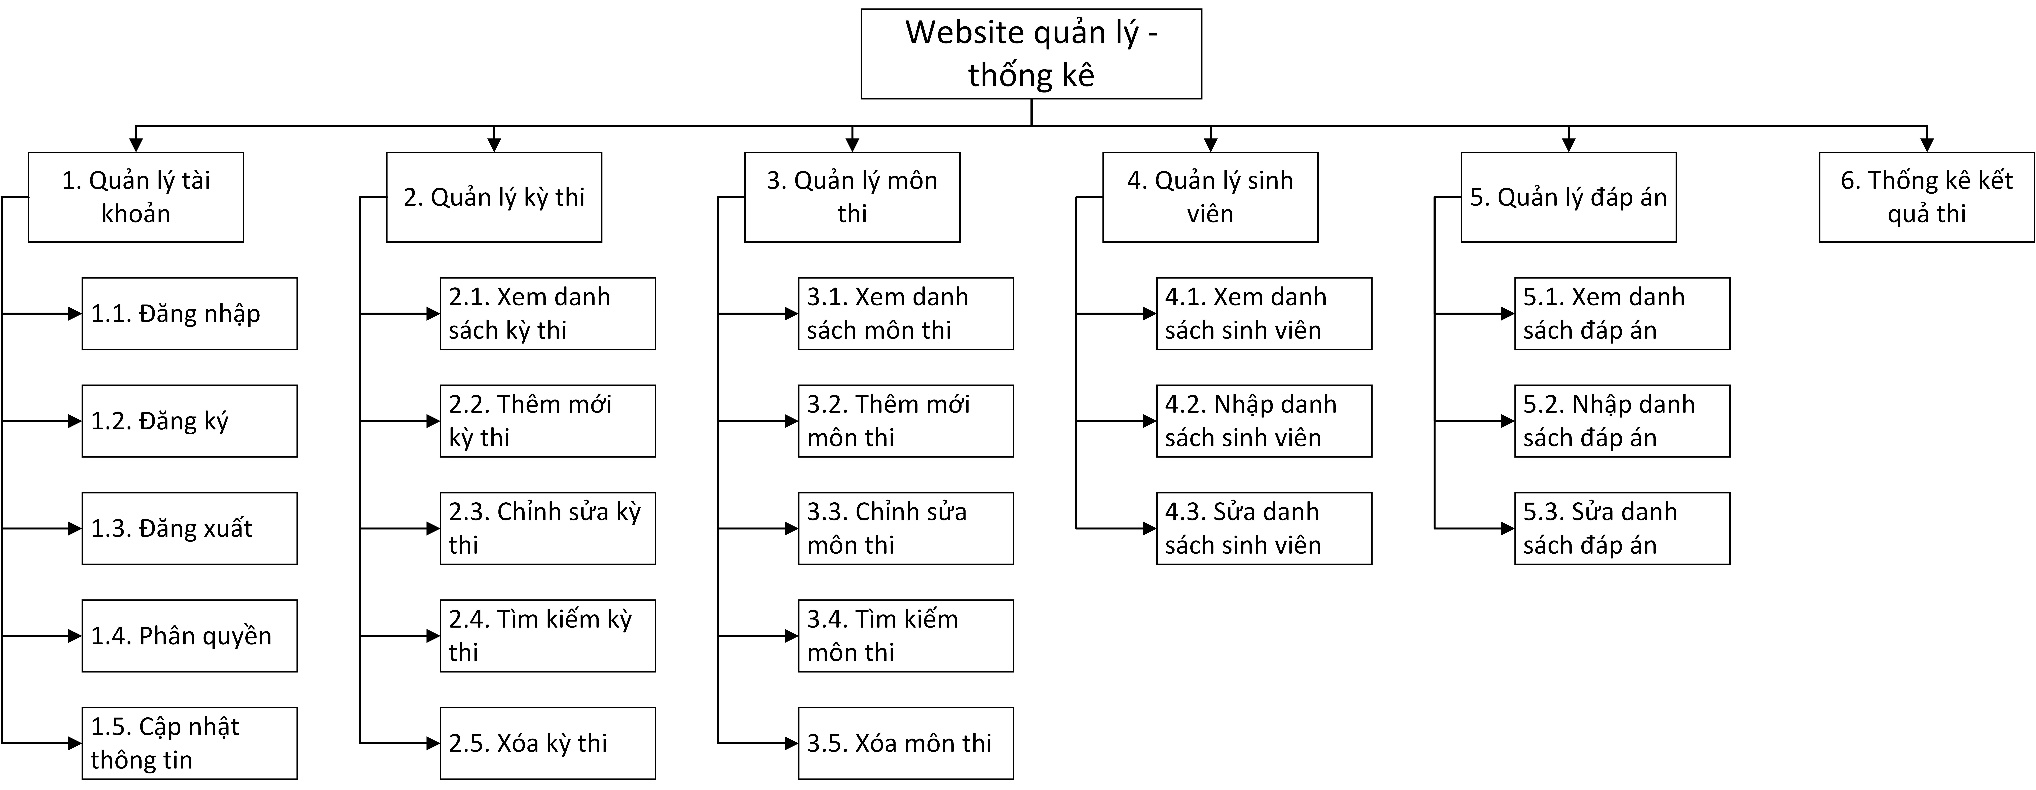 Website quản lý -
thống kê
1. Quản lý tài
khoản
2. Quản lý kỳ thi
3. Quản lý môn
thi
4. Quản lý sinh
viên
5. Quản lý đáp án
6. Thống kê kết
quả thi
1.1. Đăng nhập
1.2. Đăng ký
1.3. Đăng xuất
1.4. Phân quyền
1.5. Cập nhật
thông tin
2.1. Xem danh
sách kỳ thi
2.2. Thêm mới
kỳ thi
2.3. Chỉnh sửa kỳ
thi
2.4. Tìm kiếm kỳ
thi
2.5. Xóa kỳ thi
3.1. Xem danh
sách môn thi
3.2. Thêm mới
môn thi
3.3. Chỉnh sửa
môn thi
3.4. Tìm kiếm
môn thi
3.5. Xóa môn thi
4.1. Xem danh
sách sinh viên
4.2. Nhập danh
sách sinh viên
4.3. Sửa danh
sách sinh viên
5.1. Xem danh
sách đáp án
5.2. Nhập danh
sách đáp án
5.3. Sửa danh
sách đáp án